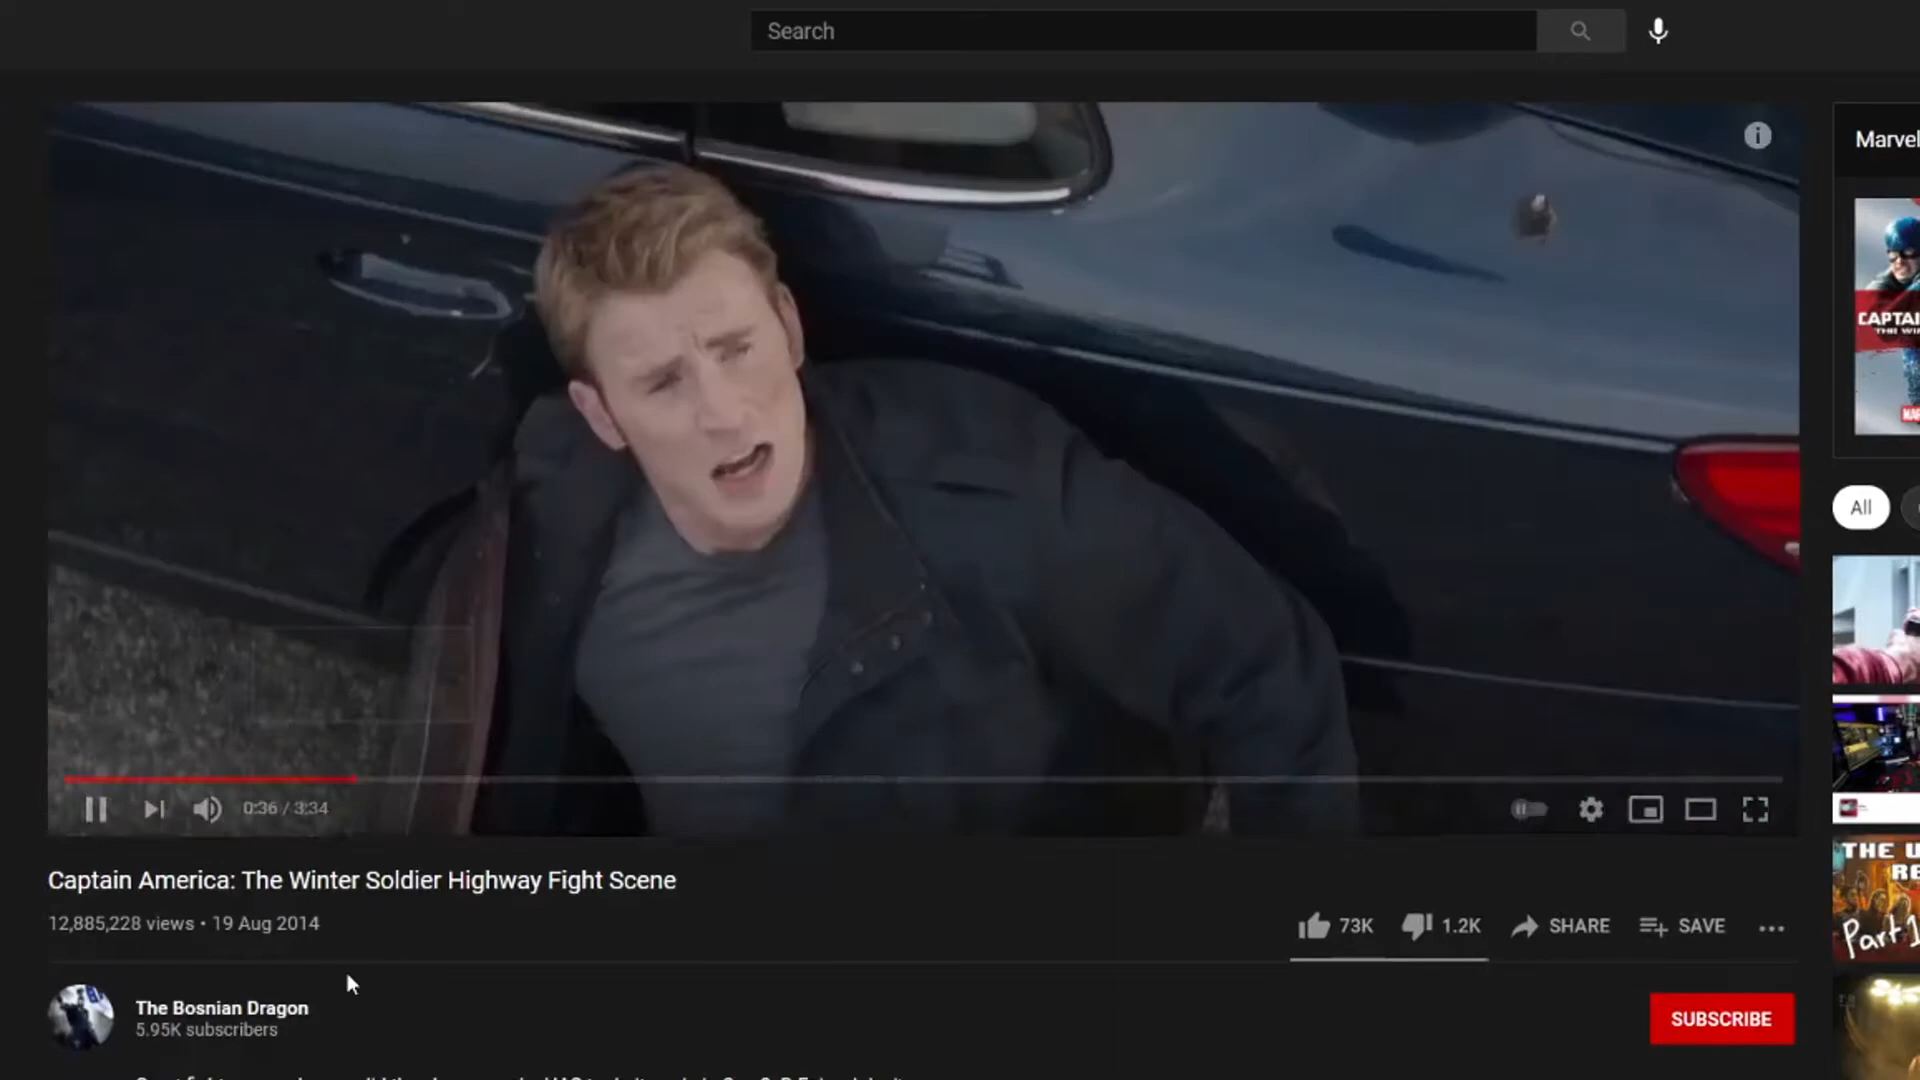 Search
Marvel
CAPTAI
All
0:36 / 3:34
Captain America: The Winter Soldier Highway Fight Scene
12,885,228 views • 19 Aug 2014
73K
1.2K
SHARE
SAVE
THE U
RE
Part 1
The Bosnian Dragon
5.95K subscribers
SUBSCRIBE